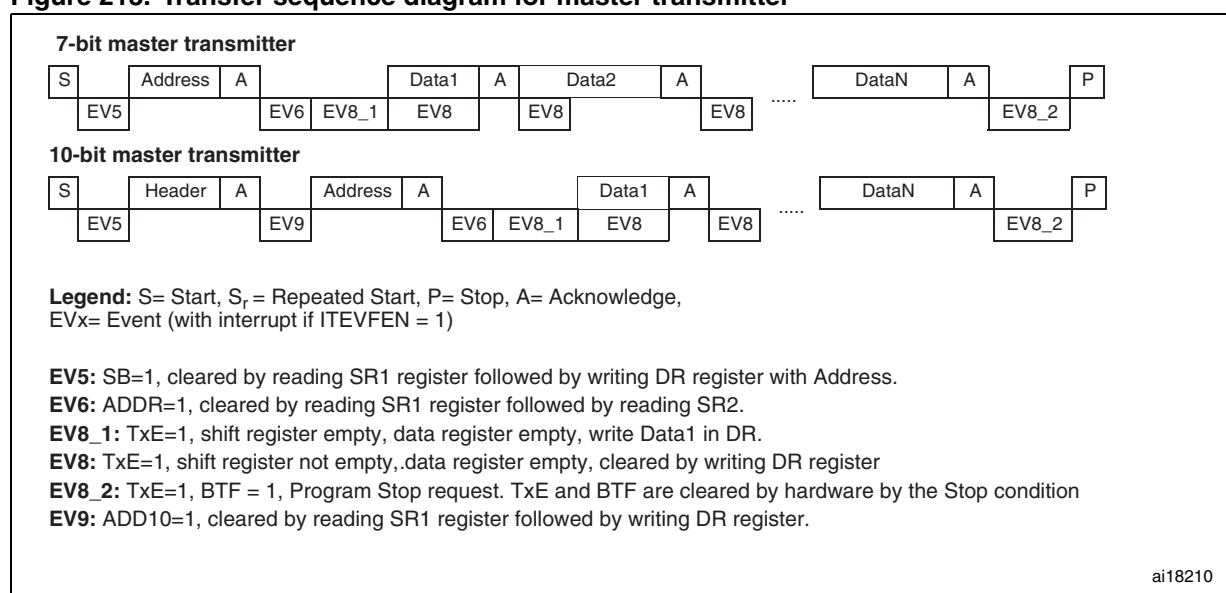 Figure 218. Transfer sequence diagram for master transmitter
7-bit master transmitter
S Address A Data1 A Data2 A ..... DataN A P
EV5 EV6 EV8_1 EV8 EV8 EV8 EV8_2
10-bit master transmitter
S Header A Address A Data1 A ..... DataN A P
EV5 EV9 EV6 EV8_1 EV8 EV8 EV8_2
Legend: S= Start, Sr = Repeated Start, P= Stop, A= Acknowledge,
EVx= Event (with interrupt if ITEVFEN = 1)
EV5: SB=1, cleared by reading SR1 register followed by writing DR register with Address.
EV6: ADDR=1, cleared by reading SR1 register followed by reading SR2.
EV8_1: TxE=1, shift register empty, data register empty, write Data1 in DR.
EV8: TxE=1, shift register not empty,.data register empty, cleared by writing DR register
EV8_2: TxE=1, BTF = 1, Program Stop request. TxE and BTF are cleared by hardware by the Stop condition
EV9: ADD10=1, cleared by reading SR1 register followed by writing DR register.
ai18210